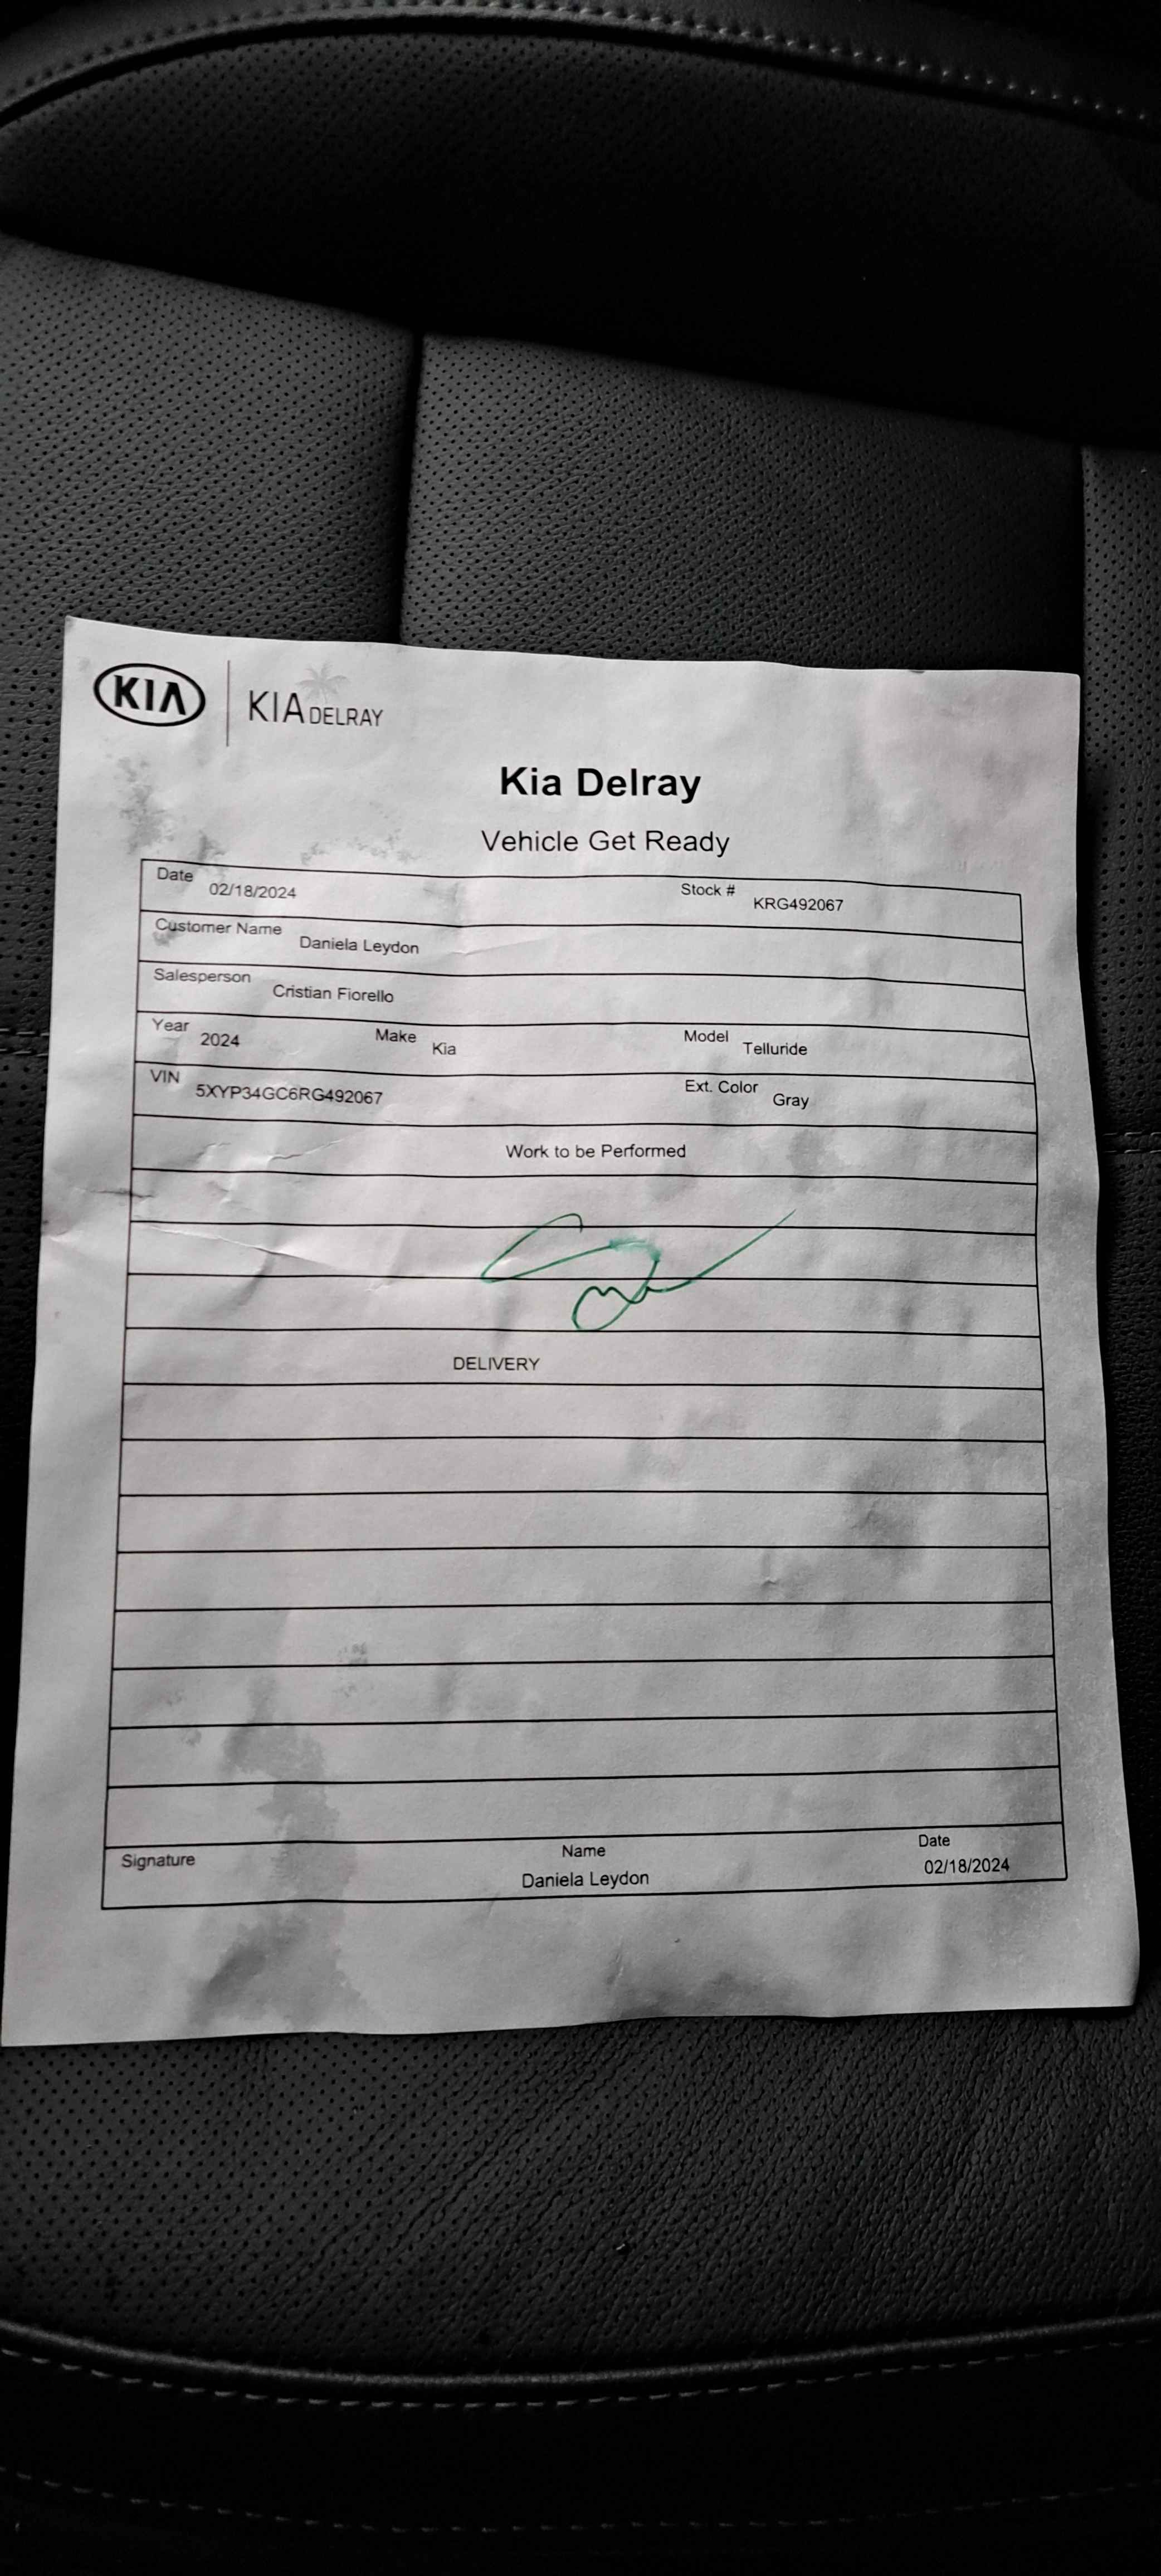 KIA KIA DELRAY
Kia Delray
Vehicle Get Ready
Date 02/18/2024 Stock # KRG492067
Customer Name Daniela Leydon
Salesperson Cristian Fiorello
Year 2024 Make Kia Model Telluride
VIN 5XYP34GC6RG492067 Ext. Color Gray
Work to be Performed
DELIVERY
Signature Name Date
Daniela Leydon 02/18/2024